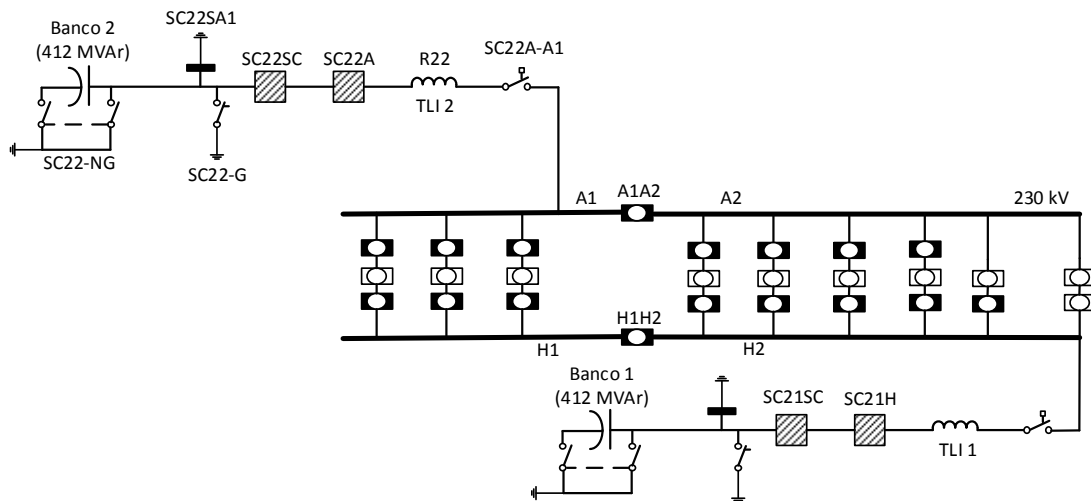 SC22SA1
Banco 2
(412 MVAr)
SC22SC
SC22A
R22
SC22A-A1
TLI 2
SC22-NG
SC22-G
A1
A1A2
A2
230 kV
H1
H1H2
H2
Banco 1
(412 MVAr)
SC21SC
SC21H
TLI 1